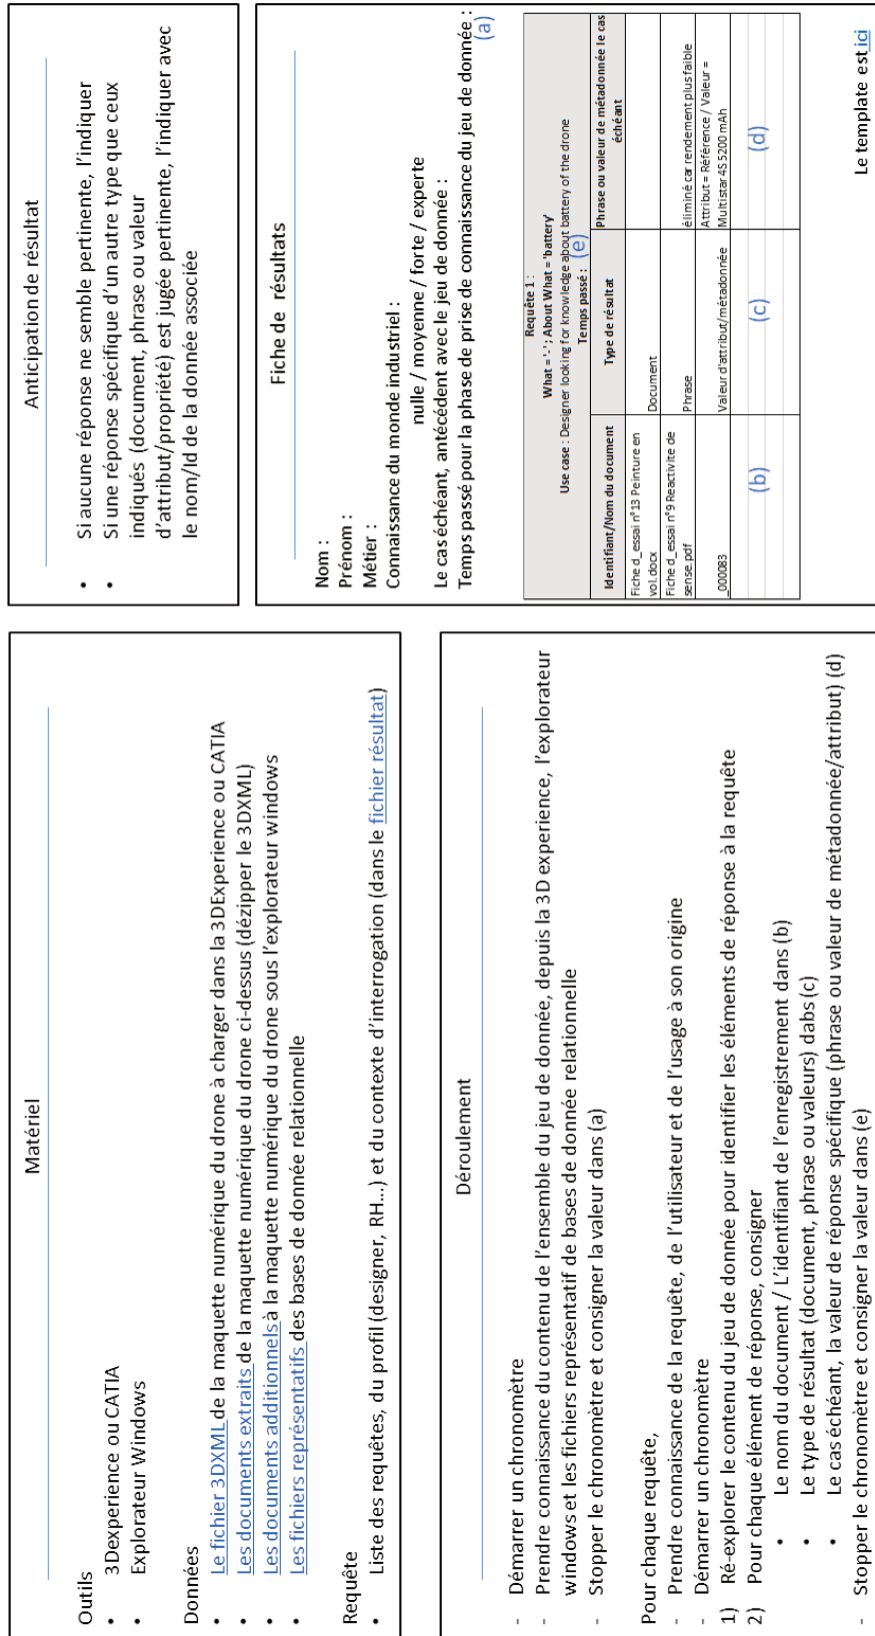 Matériel
Outils
• 3Dexperience ou CATIA
• Explorateur Windows
Données
• Le fichier 3DXML de la maquette numérique du drone à charger dans la 3DExperience ou CATIA
• Les documents extraits de la maquette numérique du drone ci-dessus (dézipper le 3DXML)
• Les documents additionnels à la maquette numérique du drone sous l'explorateur windows
• Les fichiers représentatifs des bases de donnée relationnelle
Requête
• Liste des requêtes, du profil (designer, RH...) et du contexte d'interrogation (dans le fichier résultat)
Anticipation de résultat
• Si aucune réponse ne semble pertinente, l'indiquer
• Si une réponse spécifique d'un autre type que ceux
indiqués (document, phrase ou valeur
d'attribut/propriété) est jugée pertinente, l'indiquer avec
le nom/Id de la donnée associée
Déroulement
- Démarrer un chronomètre
- Prendre connaissance du contenu de l'ensemble du jeu de donnée, depuis la 3D experience, l'explorateur
windows et les fichiers représentatif de bases de donnée relationnelle
- Stopper le chronomètre et consigner la valeur dans (a)
Pour chaque requête,
- Prendre connaissance de la requête, de l'utilisateur et de l'usage à son origine
- Démarrer un chronomètre
1) Ré-explorer le contenu du jeu de donnée pour identifier les éléments de réponse à la requête
2) Pour chaque élément de réponse, consigner
• Le nom du document / L'identifiant de l'enregistrement dans (b)
• Le type de résultat (document, phrase ou valeurs) dabs (c)
• Le cas échéant, la valeur de réponse spécifique (phrase ou valeur de métadonnée/attribut) (d)
- Stopper le chronomètre et consigner la valeur dans (e)
Fiche de résultats
Nom :
Prénom :
Métier :
Connaissance du monde industriel :
nulle / moyenne / forte / experte
Le cas échéant, antécédent avec le jeu de donnée :
Temps passé pour la phase de prise de connaissance du jeu de donnée :
(a)
Requête 1 :
What = '-' ; About What = 'battery'
Use case : Designer looking for knowledge about battery of the drone
Temps passé : (e)
Identifiant/Nom du document Type de résultat Phrase ou valeur de métadonnée le cas
échéant
Fiche d_essai n°13 Peinture en
vol.docx Document
Fiche d_essai n°9 Reactivite de
sense.pdf Phrase éliminé car rendement plus faible
_000083 Valeur d'attribut/métadonnée Attribut = Référence / Valeur =
Multistar 4S 5200 mAh
(b) (c) (d)
Le template est ici